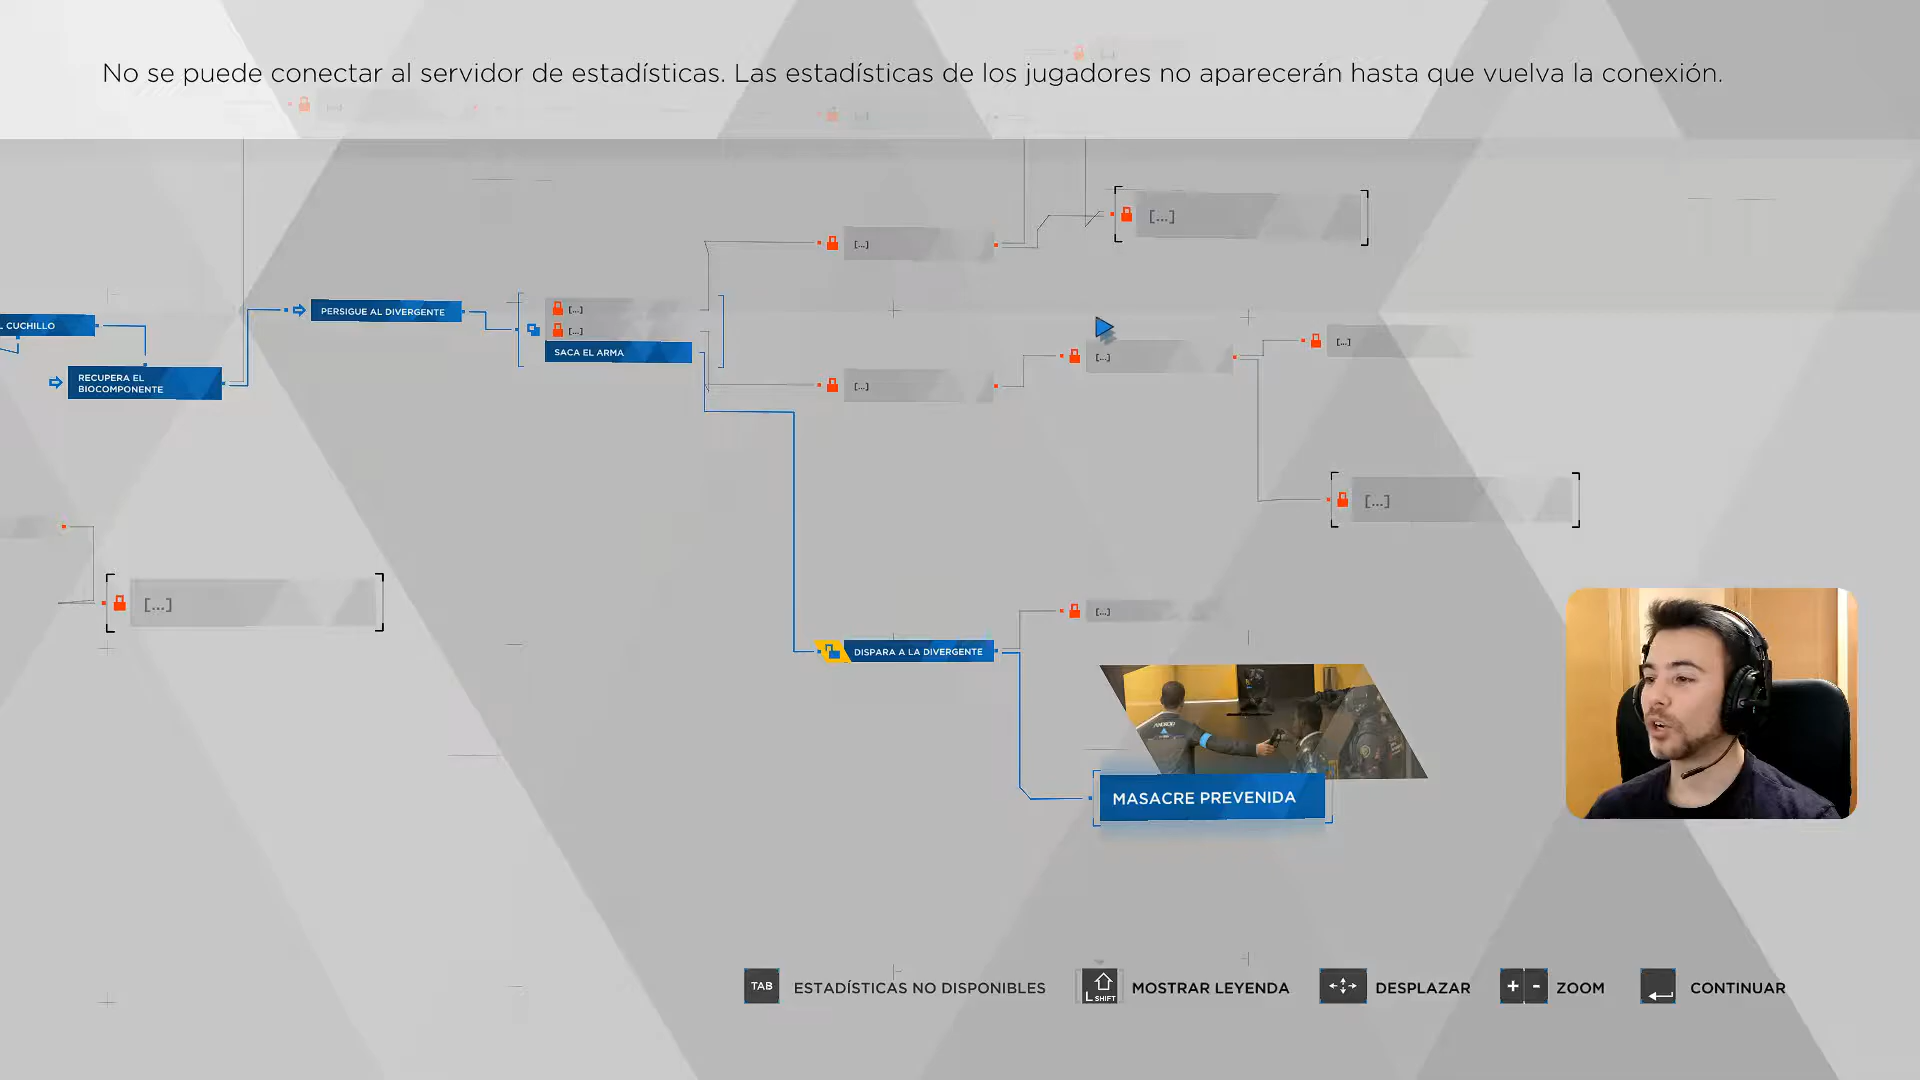 No se puede conectar al servidor de estadísticas. Las estadísticas de los jugadores no aparecerán hasta que vuelva la conexión.
[...]
[...]
PERSIGUE AL DIVERGENTE
[...]
[...]
SACA EL ARMA
L CUCHILLO
RECUPERA EL
BIOCOMPONENTE
[...]
[...]
[...]
[...]
[...]
[...]
DISPARA A LA DIVERGENTE
ANDROID
MASACRE PREVENIDA
TAB ESTADÍSTICAS NO DISPONIBLES
L SHIFT MOSTRAR LEYENDA
DESPLAZAR
+ - ZOOM
CONTINUAR